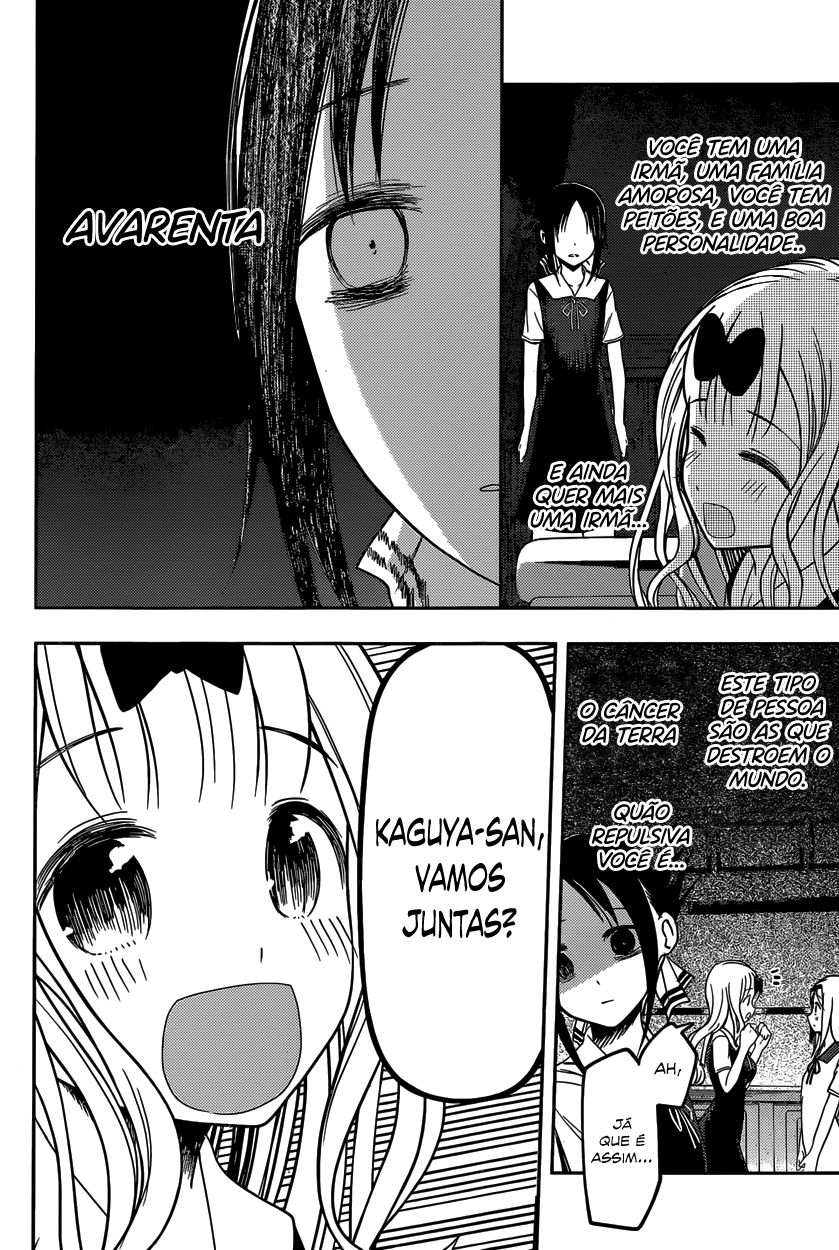 VOCÊ TEM UMA
IRMÃ, UMA FAMÍLIA
AMOROSA, VOCÊ TEM
PEITÕES, E UMA BOA
PERSONALIDADE..
E AINDA
QUER MAIS
UMA IRMÃ...
AVARENTA
ESTE TIPO
DE PESSOA
SÃO AS QUE
DESTROEM O
MUNDO.
O CÂNCER
DA TERRA
QUÃO
REPULSIVA
VOCÊ É...
AH,
JÁ
QUE É
ASSIM...
KAGUYA-SAN,
VAMOS
JUNTAS?